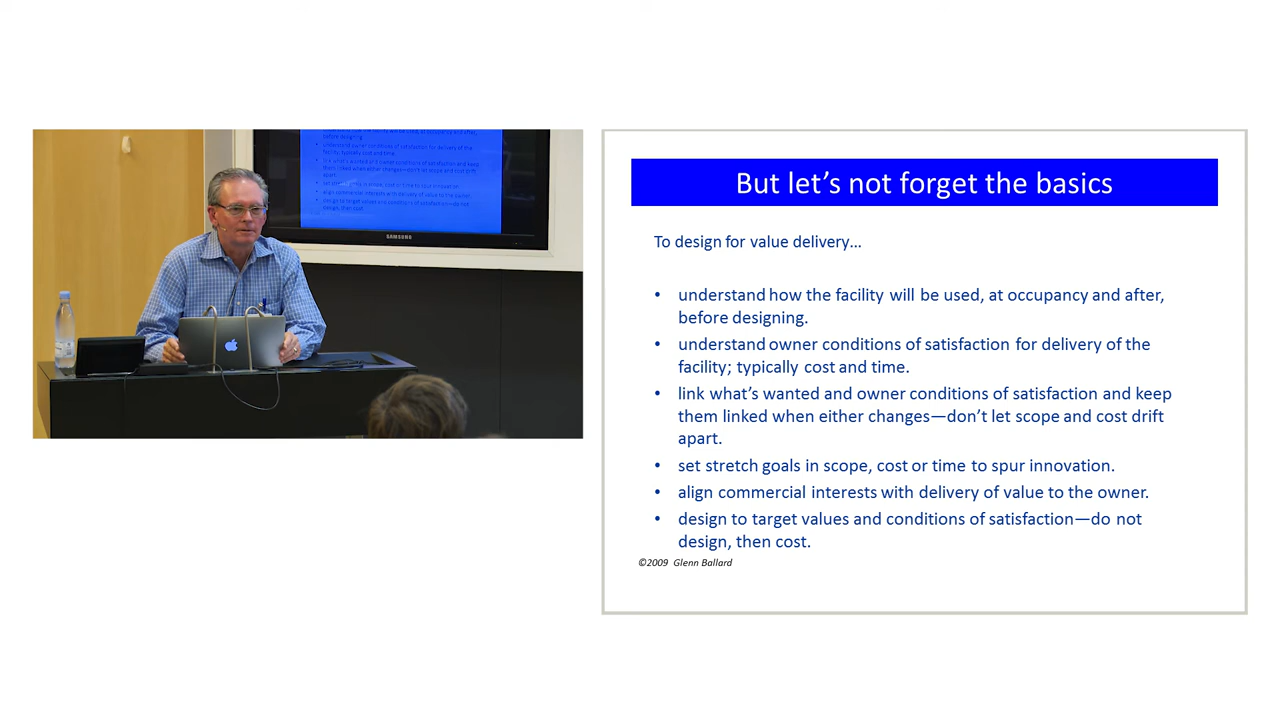 But let's not forget the basics
To design for value delivery…
• understand how the facility will be used, at occupancy and after,
before designing.
• understand owner conditions of satisfaction for delivery of the
facility; typically cost and time.
• link what's wanted and owner conditions of satisfaction and keep
them linked when either changes—don't let scope and cost drift
apart.
• set stretch goals in scope, cost or time to spur innovation.
• align commercial interests with delivery of value to the owner.
• design to target values and conditions of satisfaction—do not
design, then cost.
©2009 Glenn Ballard
SAMSUNG